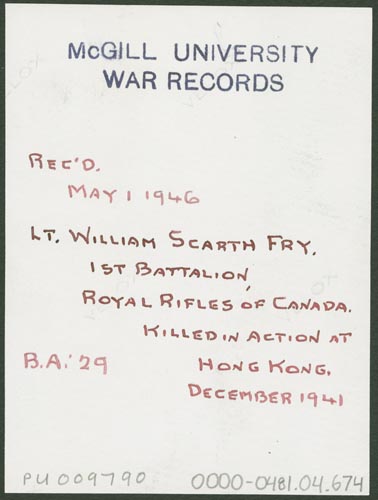 McGILL UNIVERSITY
WAR RECORDS
REC'D.
MAY 1 1946
LT. WILLIAM SCARTH FRY.
1ST BATTALION,
ROYAL RIFLES OF CANADA.
KILLED IN ACTION AT
B.A.'29 HONG KONG.
DECEMBER 1941
PU009790 0000-0481.04.674